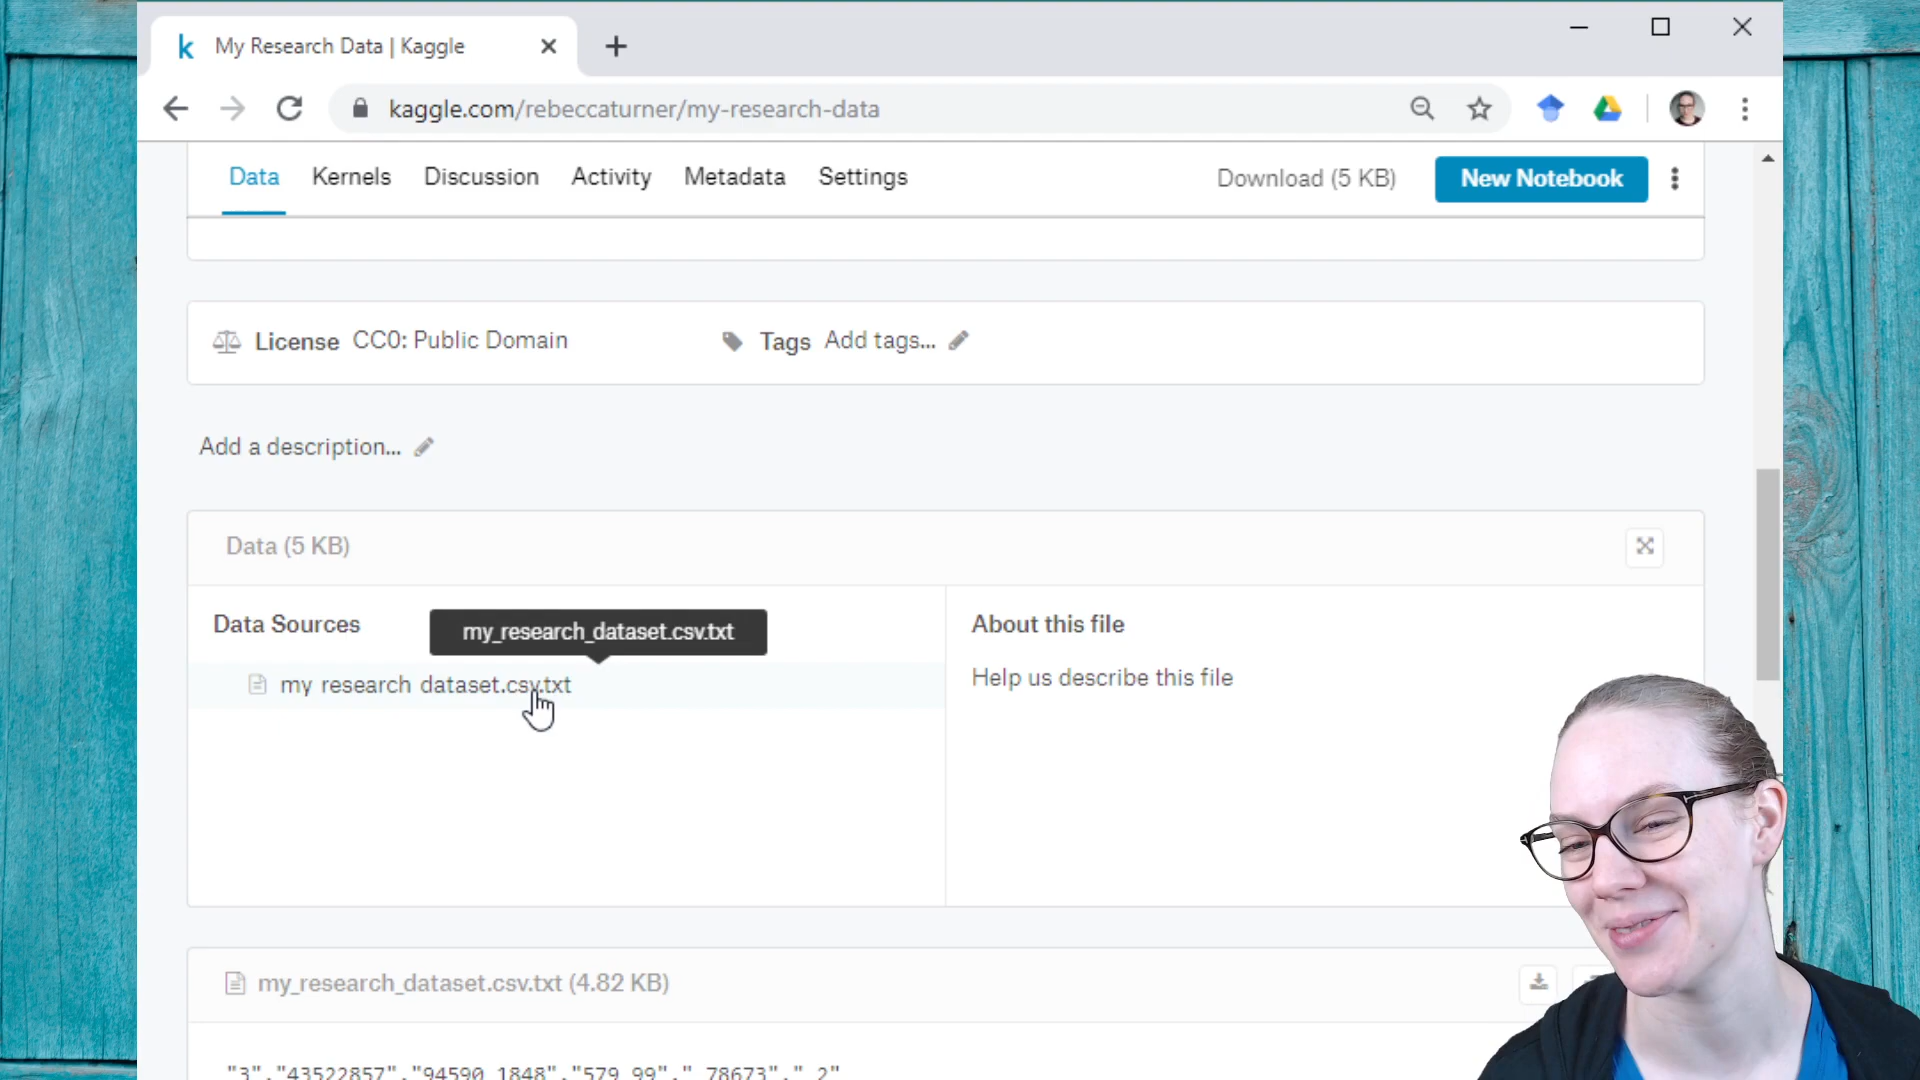 k My Research Data | Kaggle
kaggle.com/rebeccaturner/my-research-data
Data Kernels Discussion Activity Metadata Settings Download (5 KB) New Notebook
License CC0: Public Domain Tags Add tags...
Add a description...
Data (5 KB)
Data Sources
my_research_dataset.csv.txt
About this file
my research dataset.csv.txt
Help us describe this file
my_research_dataset.csv.txt (4.82 KB)
"3","43522857","94590 1848","579 99"," 78673"," 2"